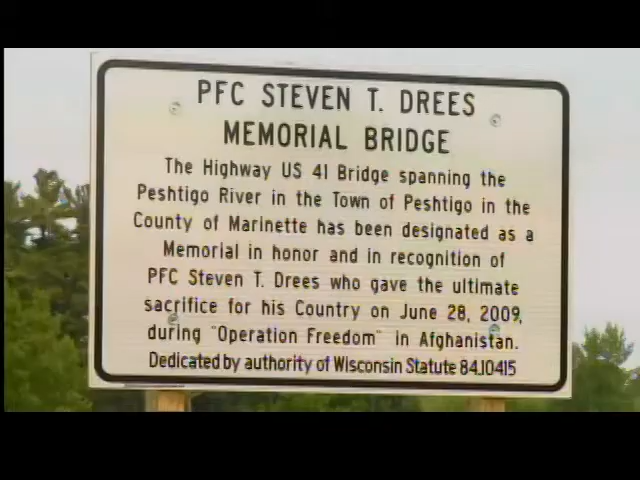 PFC STEVEN T. DREES
MEMORIAL BRIDGE
The Highway US 41 Bridge spanning the
Peshtigo River in the Town of Peshtigo in the
County of Marinette has been designated as a
Memorial in honor and in recognition of
PFC Steven T. Drees who gave the ultimate
sacrifice for his Country on June 28, 2009,
during "Operation Freedom" in Afghanistan.
Dedicated by authority of Wisconsin Statute 84.10415